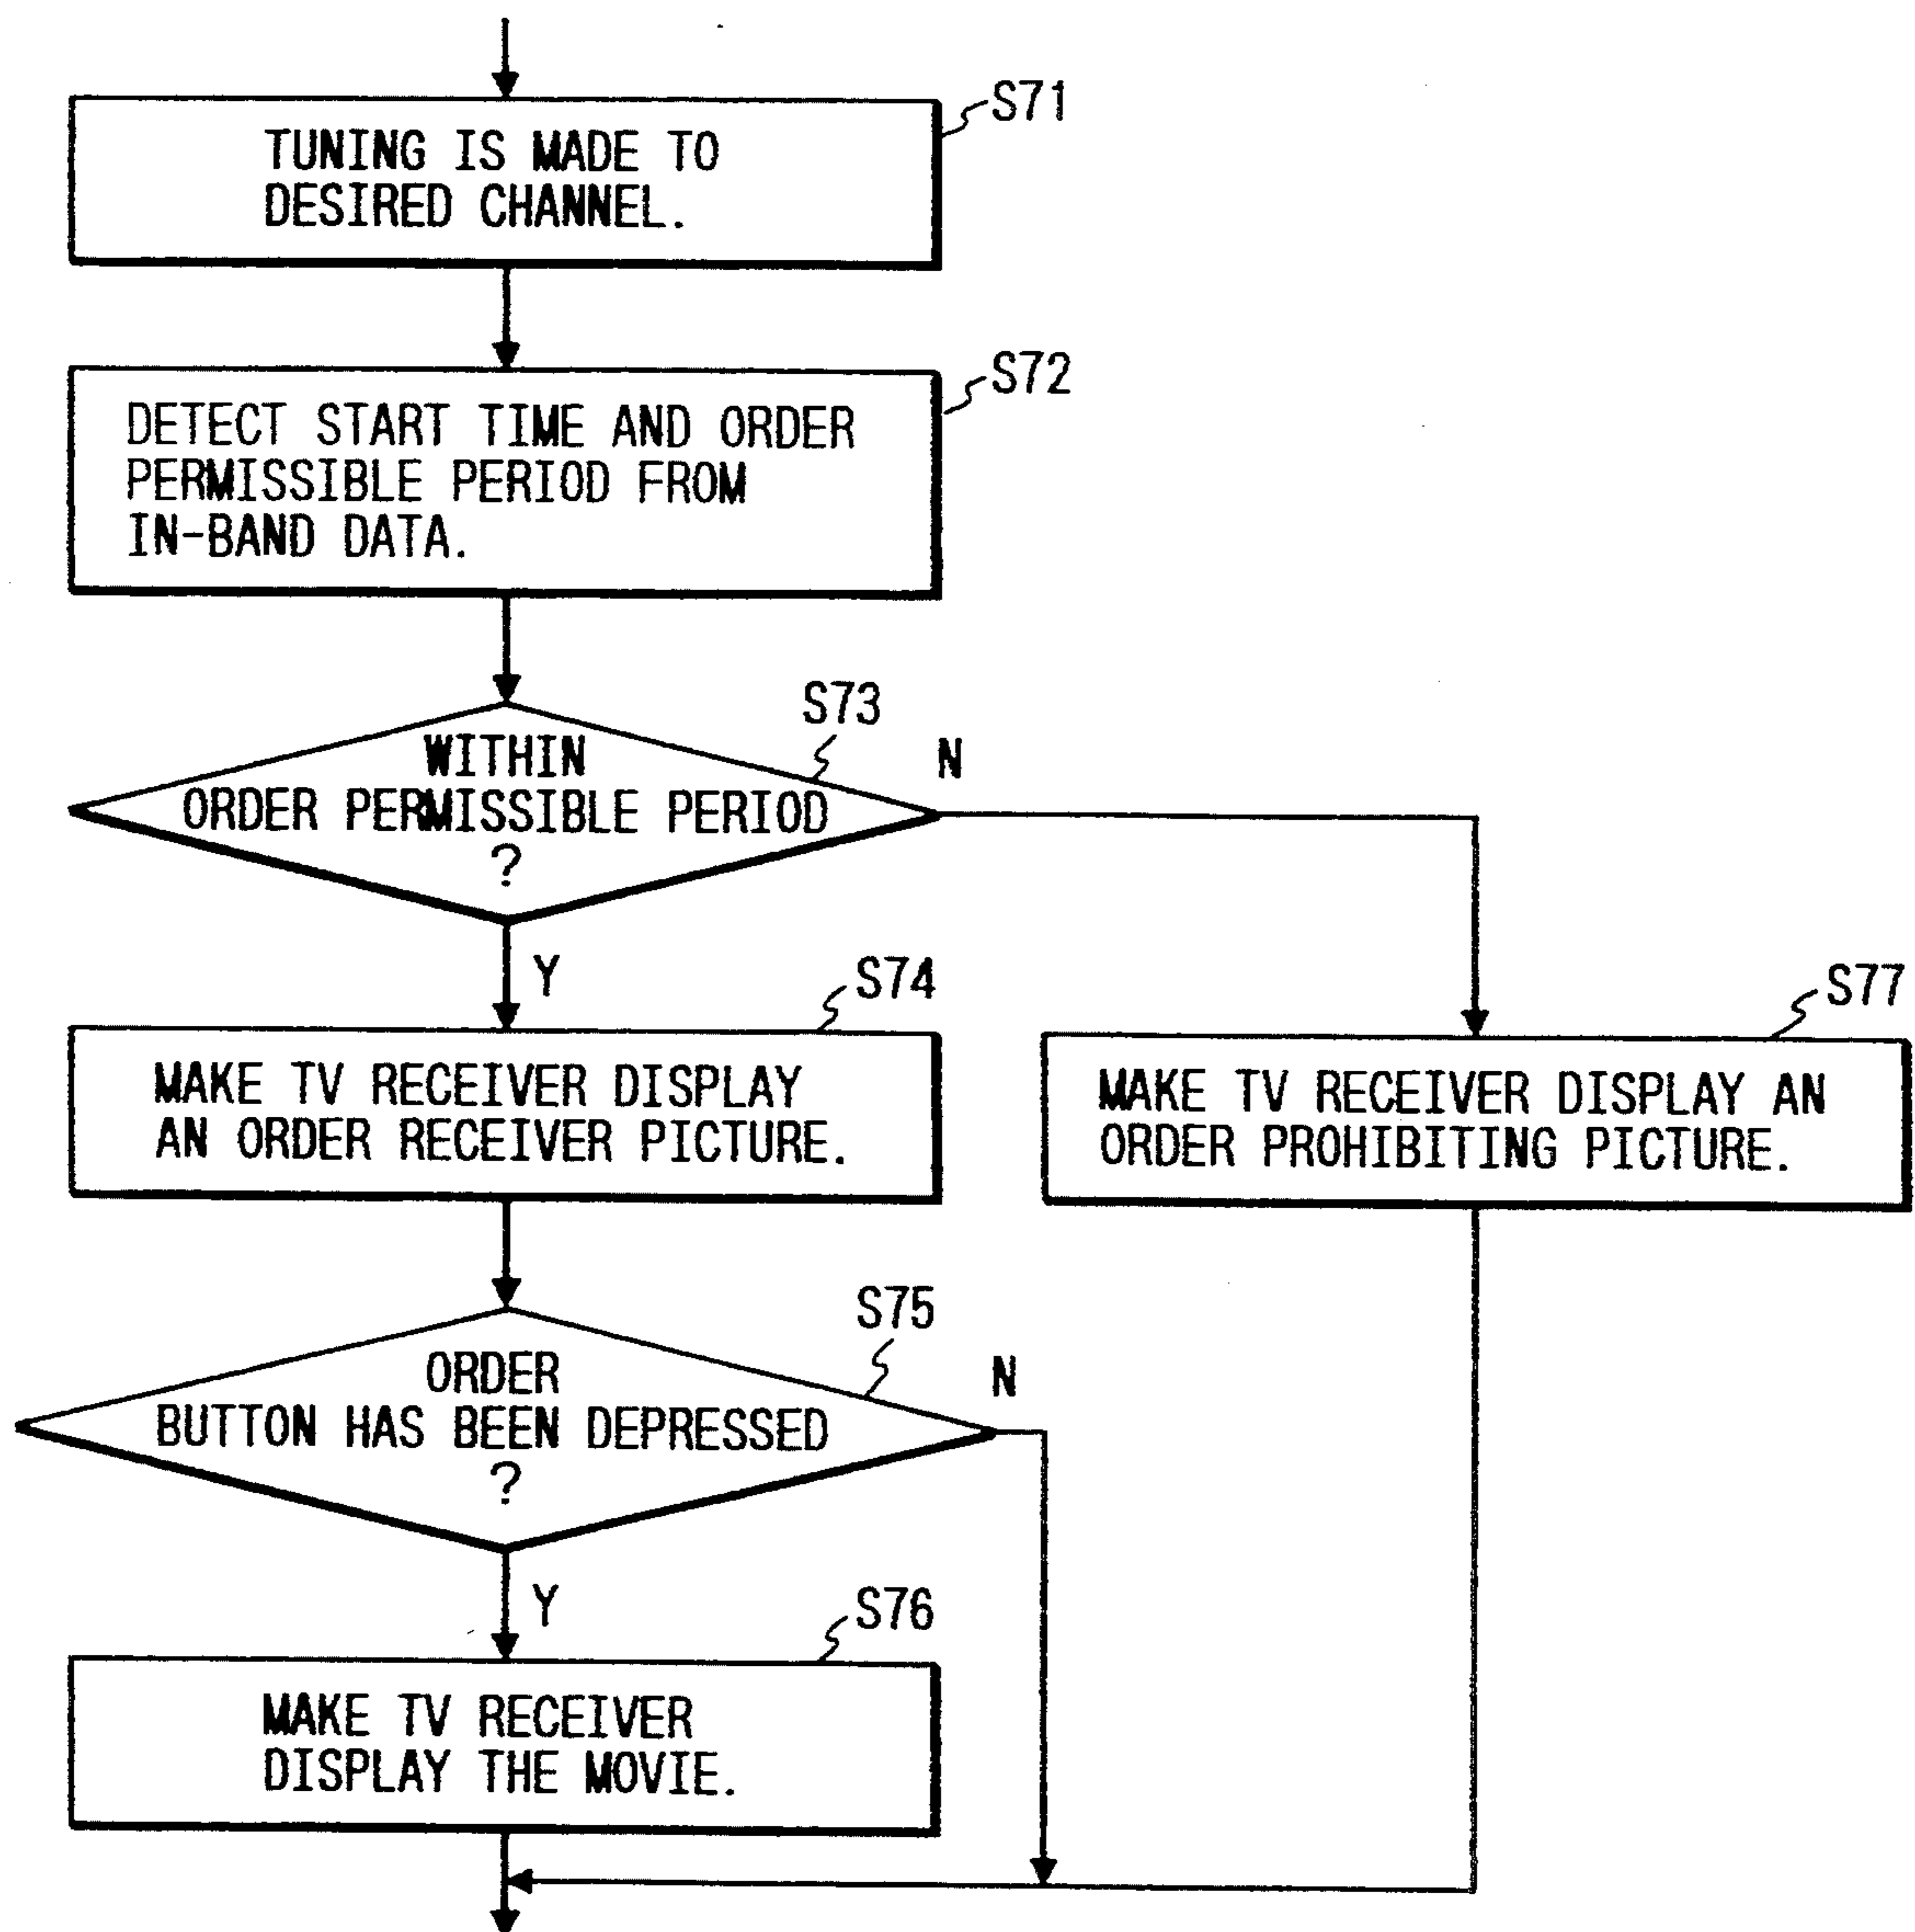 S71
TUNING IS MADE TO
DESIRED CHANNEL.
S72
DETECT START TIME AND ORDER
PERMISSIBLE PERIOD FROM
IN-BAND DATA.
S73
WITHIN
ORDER PERMISSIBLE PERIOD
?
N
Y
S74
MAKE TV RECEIVER DISPLAY
AN ORDER RECEIVER PICTURE.
S77
MAKE TV RECEIVER DISPLAY AN
ORDER PROHIBITING PICTURE.
S75
ORDER
BUTTON HAS BEEN DEPRESSED
?
N
Y
S76
MAKE TV RECEIVER
DISPLAY THE MOVIE.